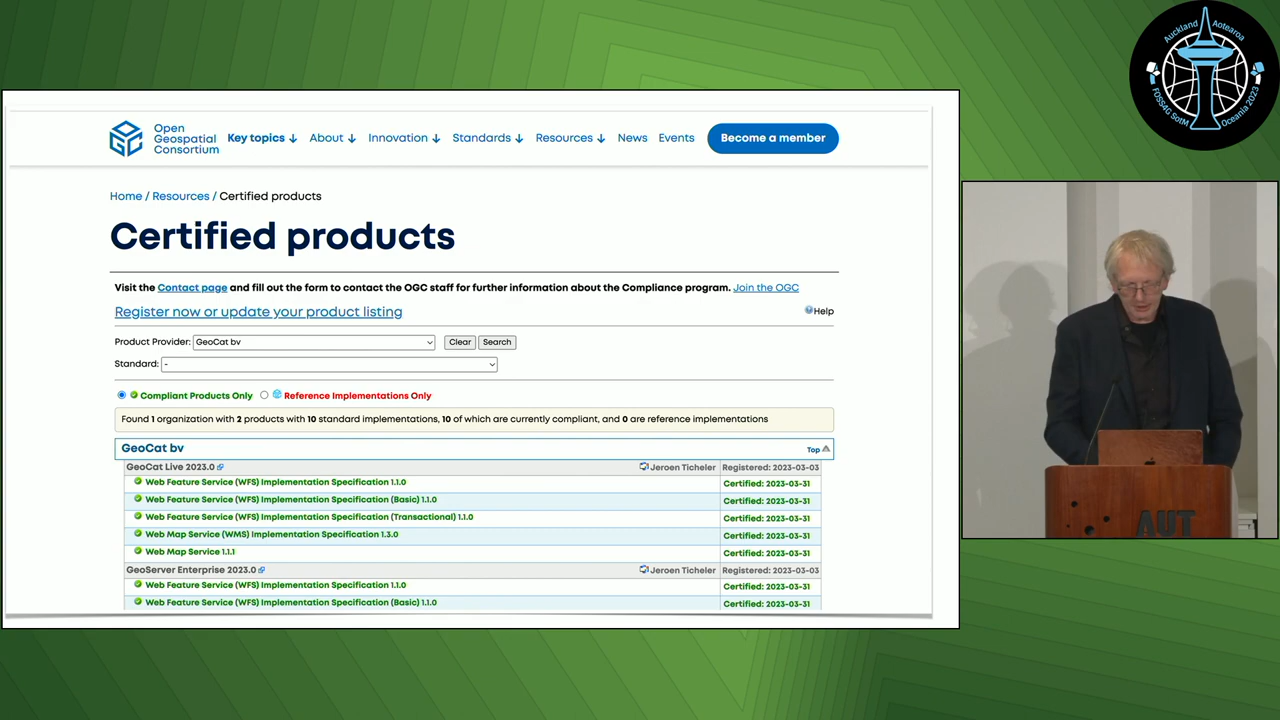 Auckland Aotearoa
FOSS4G SotM Oceania 2023
Open
Geospatial
Consortium
Key topics ↓ About ↓ Innovation ↓ Standards ↓ Resources ↓ News Events Become a member
Home / Resources / Certified products
Certified products
Visit the Contact page and fill out the form to contact the OGC staff for further information about the Compliance program. Join the OGC
Register now or update your product listing
Help
Product Provider: GeoCat bv Clear Search
Standard: -
Compliant Products Only Reference Implementations Only
Found 1 organization with 2 products with 10 standard implementations, 10 of which are currently compliant, and 0 are reference implementations
GeoCat bv Top
GeoCat Live 2023.0 Jeroen Ticheler Registered: 2023-03-03
Web Feature Service (WFS) Implementation Specification 1.1.0 Certified: 2023-03-31
Web Feature Service (WFS) Implementation Specification (Basic) 1.1.0 Certified: 2023-03-31
Web Feature Service (WFS) Implementation Specification (Transactional) 1.1.0 Certified: 2023-03-31
Web Map Service (WMS) Implementation Specification 1.3.0 Certified: 2023-03-31
Web Map Service 1.1.1 Certified: 2023-03-31
GeoServer Enterprise 2023.0 Jeroen Ticheler Registered: 2023-03-03
Web Feature Service (WFS) Implementation Specification 1.1.0 Certified: 2023-03-31
Web Feature Service (WFS) Implementation Specification (Basic) 1.1.0 Certified: 2023-03-31
AUT